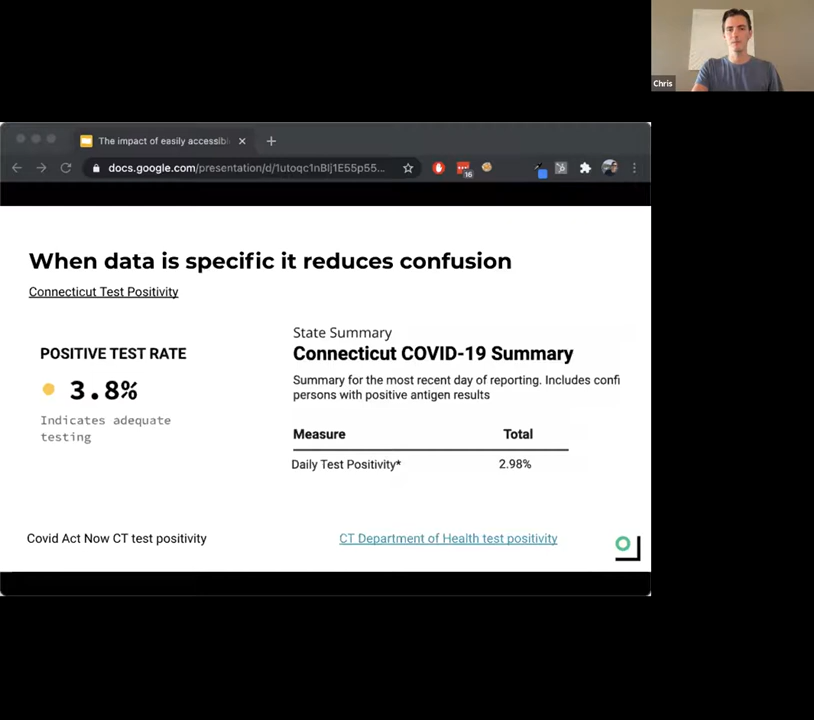 Chris
The impact of easily accessib
docs.google.com/presentation/d/1utoqc1nBlj1E55p55...
16
When data is specific it reduces confusion
Connecticut Test Positivity
POSITIVE TEST RATE
3.8%
Indicates adequate
testing
State Summary
Connecticut COVID-19 Summary
Summary for the most recent day of reporting. Includes confi
persons with positive antigen results
Measure Total
Daily Test Positivity* 2.98%
Covid Act Now CT test positivity
CT Department of Health test positivity